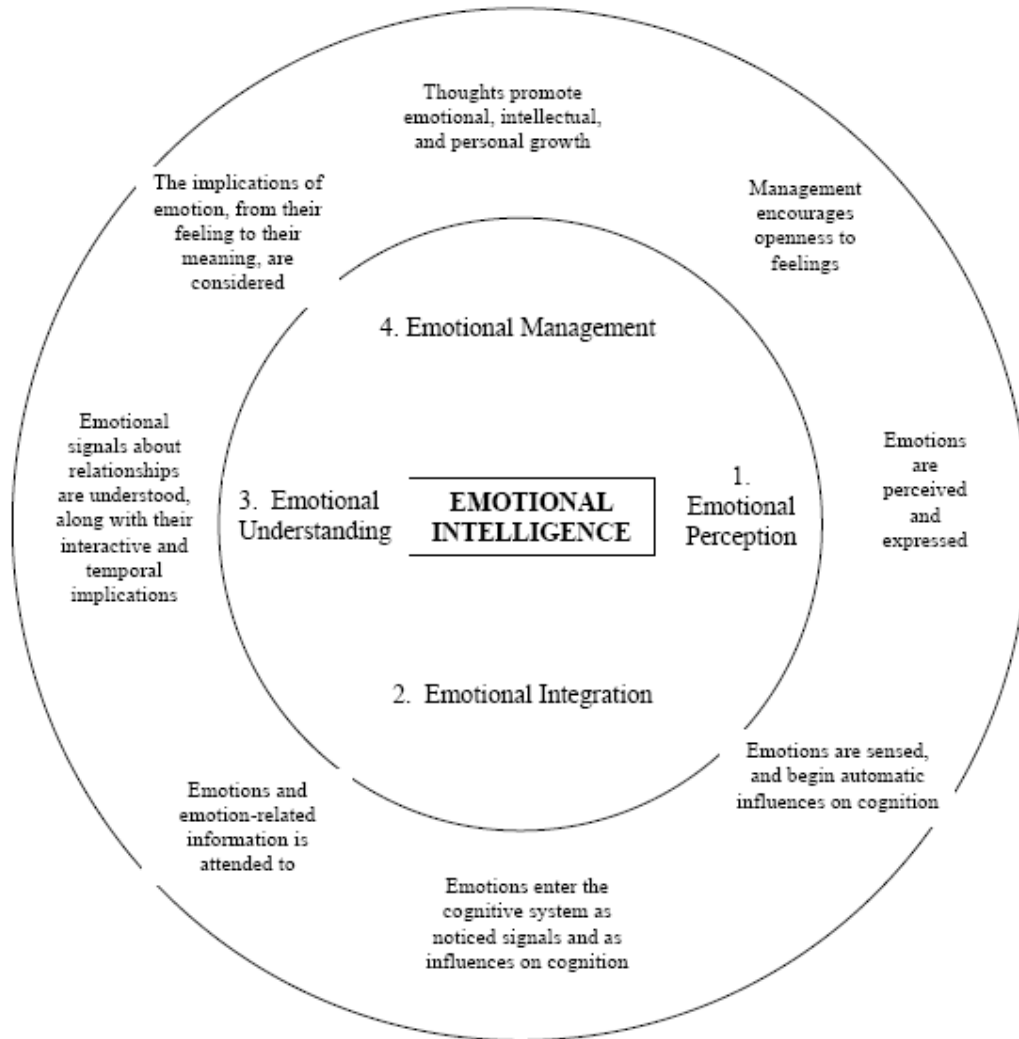 Thoughts promote
emotional, intellectual,
and personal growth
The implications of
emotion, from their
feeling to their
meaning, are
considered
Management
encourages
openness to
feelings
4. Emotional Management
Emotional
signals about
relationships
are understood,
along with their
interactive and
temporal
implications
3. Emotional
Understanding
EMOTIONAL
INTELLIGENCE
1.
Emotional
Perception
Emotions
are
perceived
and
expressed
2. Emotional Integration
Emotions are sensed,
and begin automatic
influences on cognition
Emotions and
emotion-related
information is
attended to
Emotions enter the
cognitive system as
noticed signals and as
influences on cognition